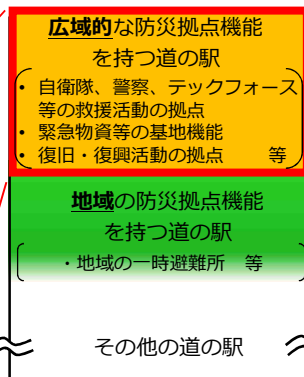 広域的な防災拠点機能
を持つ道の駅
• 自衛隊、警察、テックフォース
等の救援活動の拠点
• 緊急物資等の基地機能
• 復旧・復興活動の拠点　等
地域の防災拠点機能
を持つ道の駅
・地域の一時避難所　等
その他の道の駅